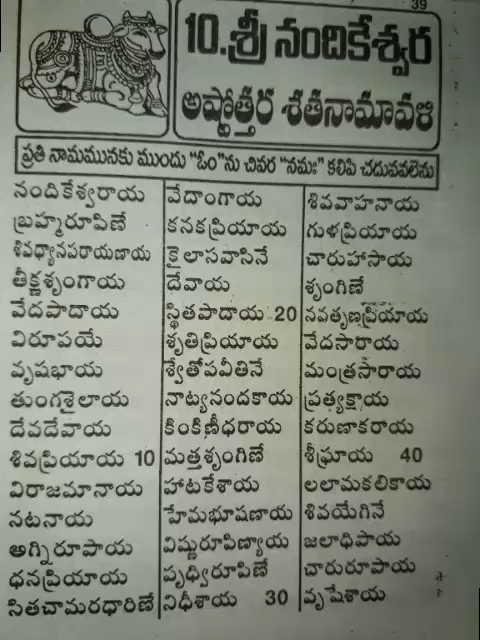 39
10. శ్రీ నందికేశ్వర
అష్టోత్తర శతనామావళి
ప్రతి నామమునకు ముందు "ఓం"ను చివర "నమః" కలిపి చదువవలెను
నందికేశ్వరాయ
బ్రహ్మరూపిణే
శివధ్యానపరాయణాయ
తీక్ష్ణశృంగాయ
వేదపాదాయ
విరూపయే
వృషభాయ
తుంగశైలాయ
దేవదేవాయ
శివప్రియాయ 10
విరాజమానాయ
నటనాయ
అగ్నిరూపాయ
ధనప్రియాయ
సితచామరధారిణే
వేదాంగాయ
కనకప్రియాయ
కైలాసవాసినే
దేవాయ
స్థితపాదాయ 20
శృతిప్రియాయ
శ్వేతోపవీతినే
నాట్యనందకాయ
కింకిణీధరాయ
మత్తశృంగిణే
హాటకేశాయ
హేమభూషణాయ
విష్ణురూపిణ్యాయ
పృధ్విరూపిణే
నిధీశాయ 30
శివవాహనాయ
గుళప్రియాయ
చారుహాసాయ
శృంగిణే
నవతృణప్రియాయ
వేదసారాయ
మంత్రసారాయ
ప్రత్యక్షాయ
కరుణాకరాయ
శీఘ్రాయ 40
లలామకలికాయ
శివయేగినే
జలాధిపాయ
చారురూపాయ
వృషేశాయ